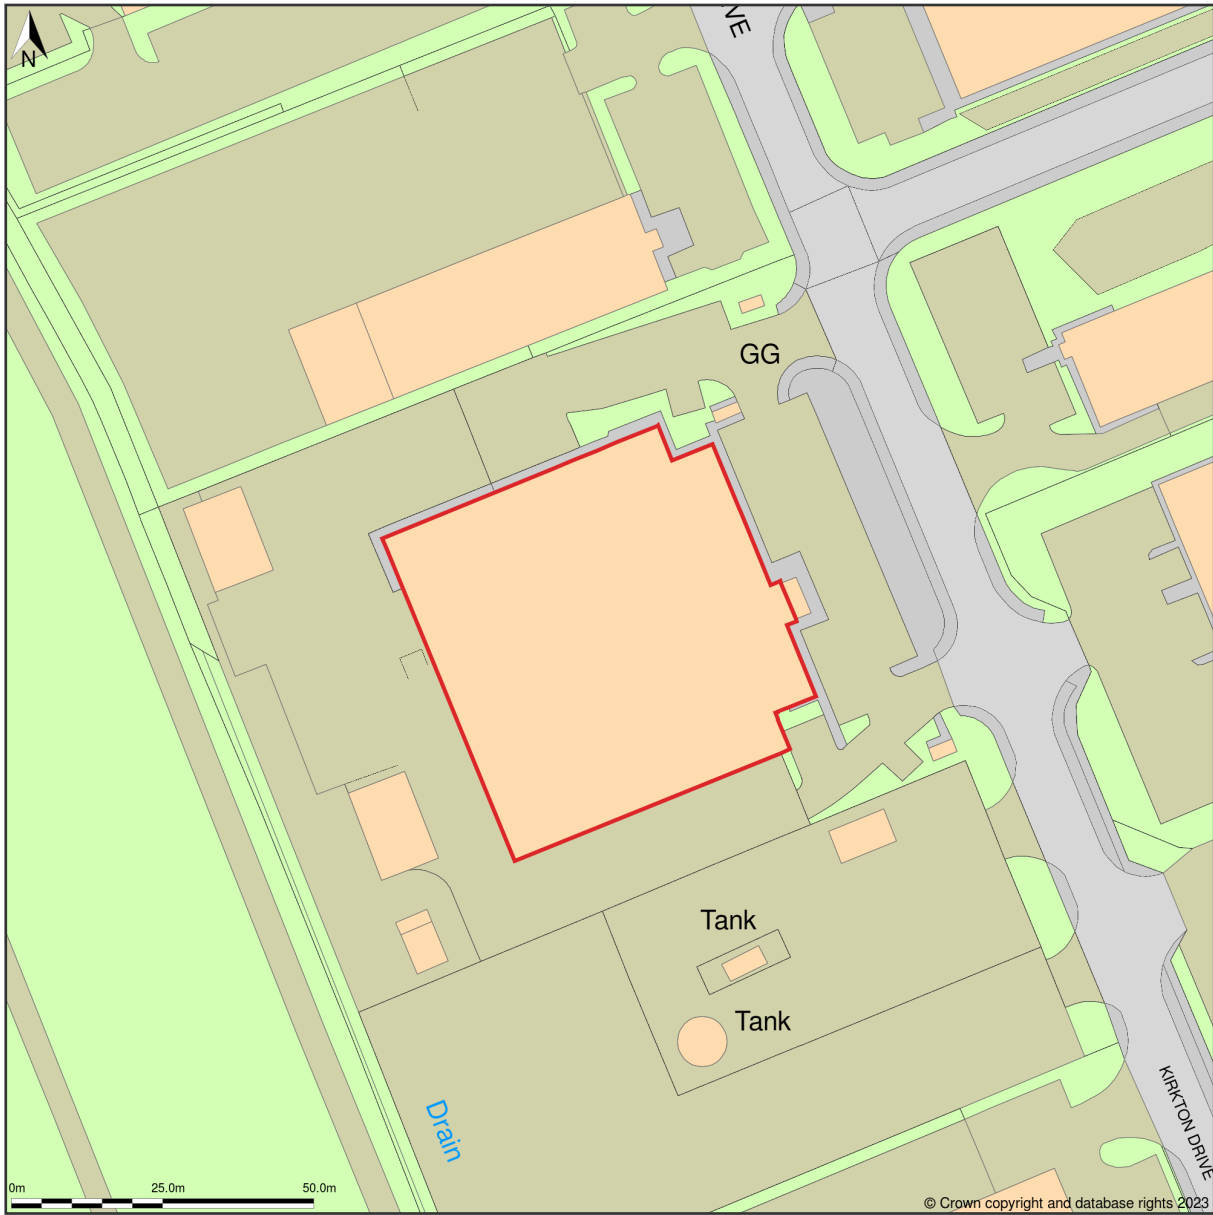 VE
N
GG
Tank
Tank
Drain
KIRKTON DRIVE
0m 25.0m 50.0m
© Crown copyright and database rights 2023